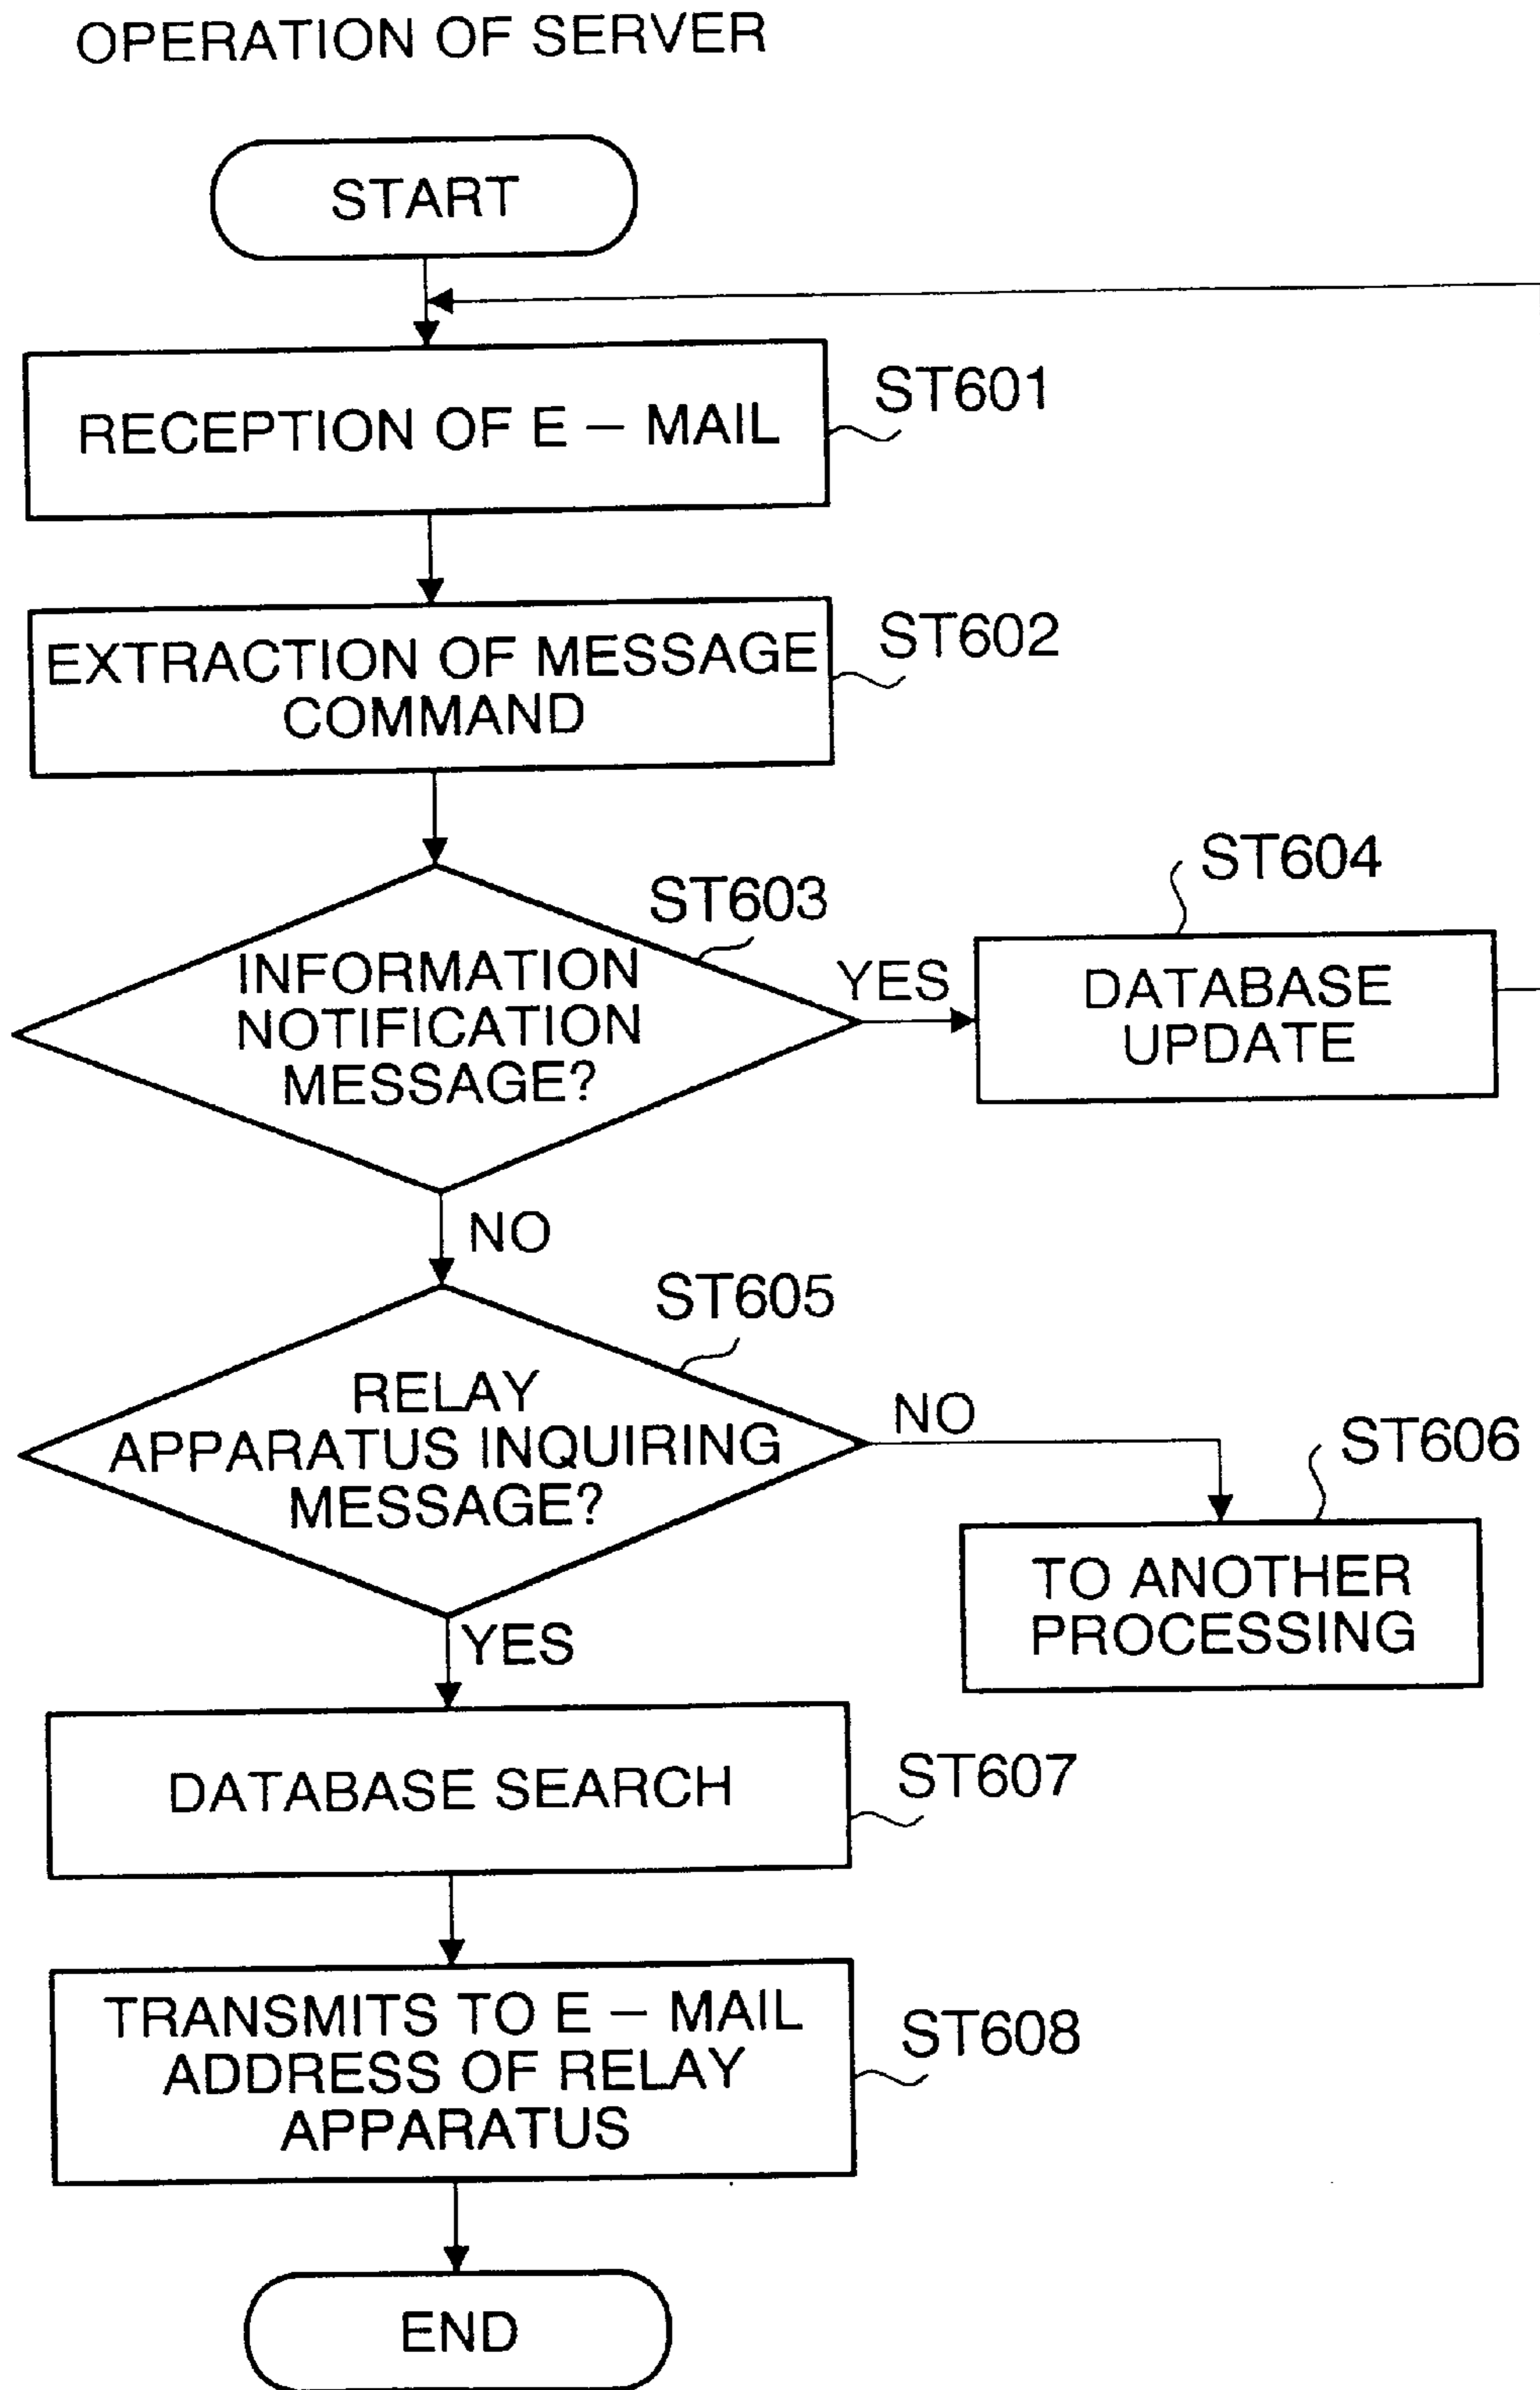 OPERATION OF SERVER
START
RECEPTION OF E – MAIL
ST601
EXTRACTION OF MESSAGE
COMMAND
ST602
INFORMATION
NOTIFICATION
MESSAGE?
ST603
YES
DATABASE
UPDATE
ST604
NO
RELAY
APPARATUS INQUIRING
MESSAGE?
ST605
NO
TO ANOTHER
PROCESSING
ST606
YES
DATABASE SEARCH
ST607
TRANSMITS TO E – MAIL
ADDRESS OF RELAY
APPARATUS
ST608
END